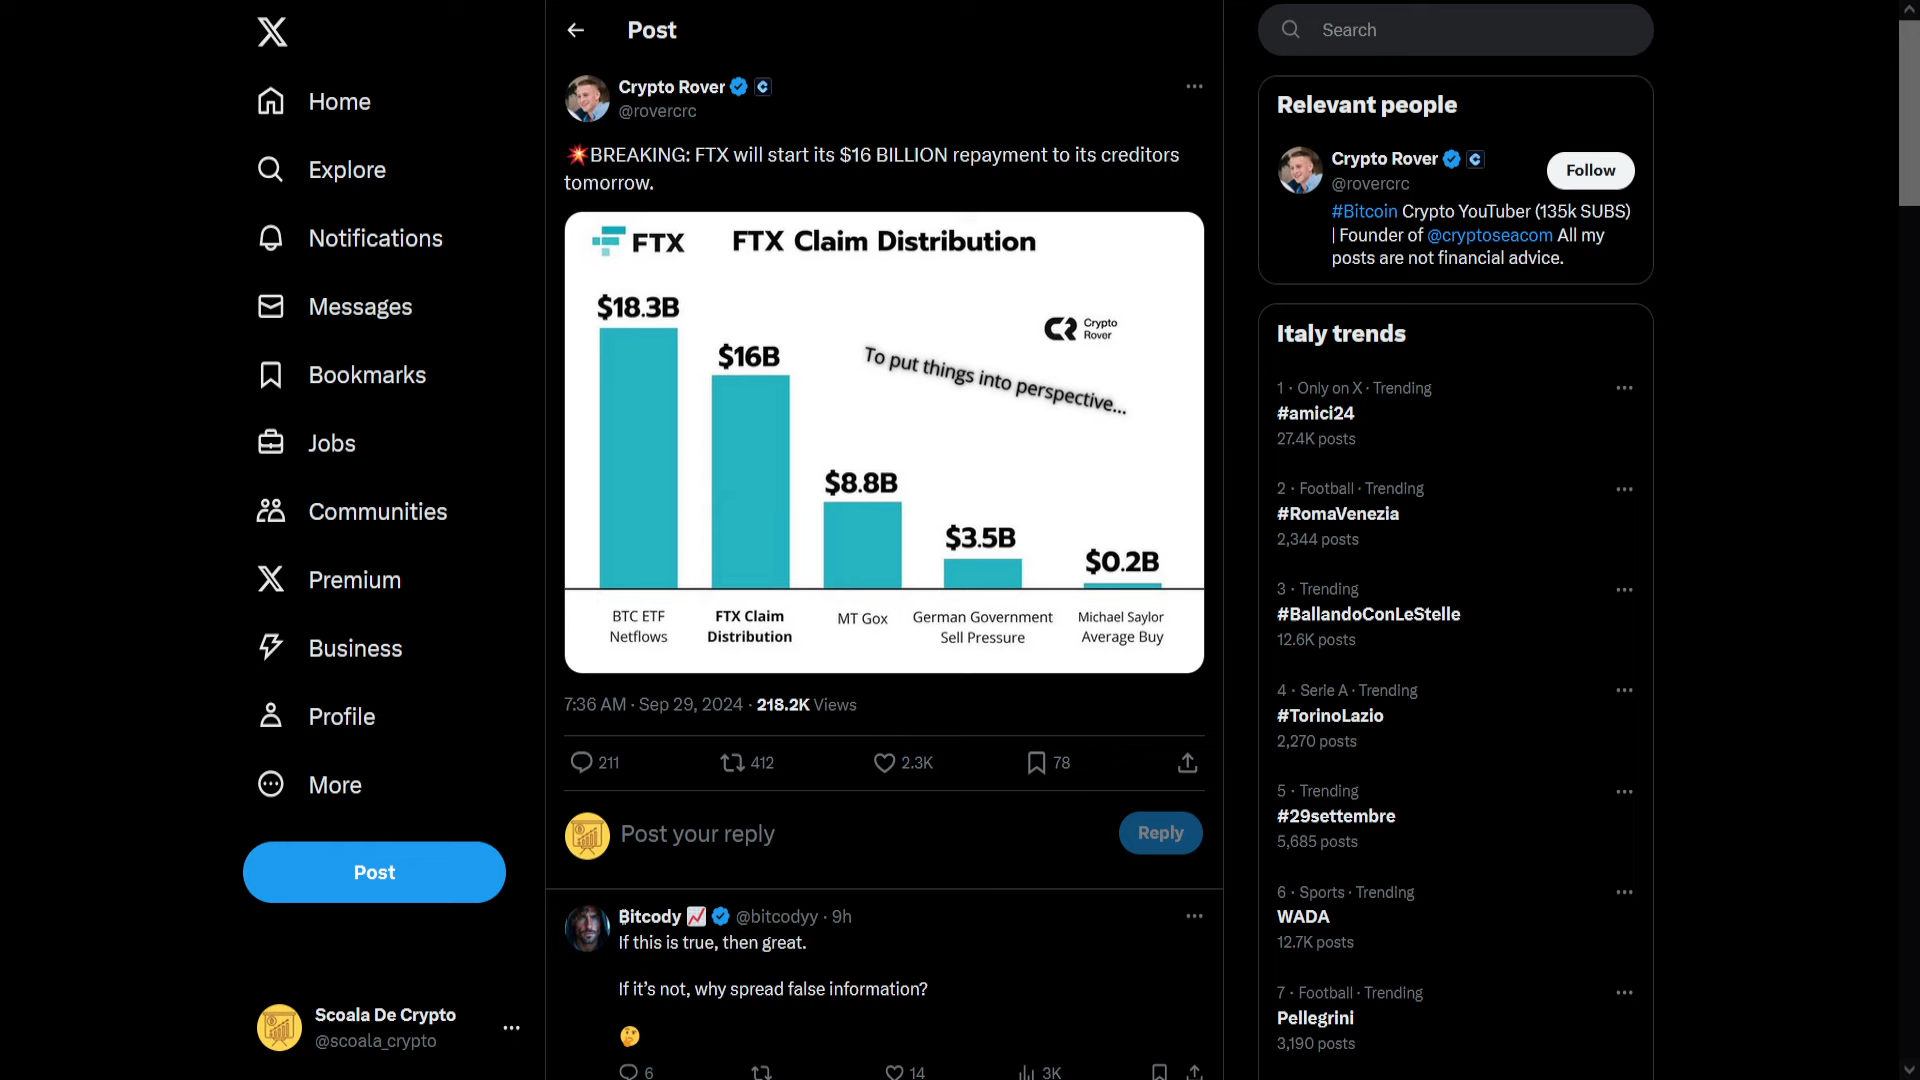 Home
Explore
Notifications
Messages
Bookmarks
Jobs
Communities
Premium
Business
Profile
More
Post
Scoala De Crypto
@scoala_crypto
Post
Crypto Rover
@rovercrc
💥BREAKING: FTX will start its $16 BILLION repayment to its creditors
tomorrow.
FTX
FTX Claim Distribution
$18.3B
$16B
$8.8B
$3.5B
$0.2B
Crypto
Rover
To put things into perspective...
BTC ETF
Netflows
FTX Claim
Distribution
MT Gox
German Government
Sell Pressure
Michael Saylor
Average Buy
7:36 AM · Sep 29, 2024 · 218.2K Views
211
412
2.3K
78
Post your reply
Reply
₿itcody 📈 @bitcodyy · 9h
If this is true, then great.
If it’s not, why spread false information?
🤔
6
14
3K
Search
Relevant people
Crypto Rover
@rovercrc
Follow
#Bitcoin Crypto YouTuber (135k SUBS)
| Founder of @cryptoseacom All my
posts are not financial advice.
Italy trends
1 · Only on X · Trending
#amici24
27.4K posts
2 · Football · Trending
#RomaVenezia
2,344 posts
3 · Trending
#BallandoConLeStelle
12.6K posts
4 · Serie A · Trending
#TorinoLazio
2,270 posts
5 · Trending
#29settembre
5,685 posts
6 · Sports · Trending
WADA
12.7K posts
7 · Football · Trending
Pellegrini
3,190 posts